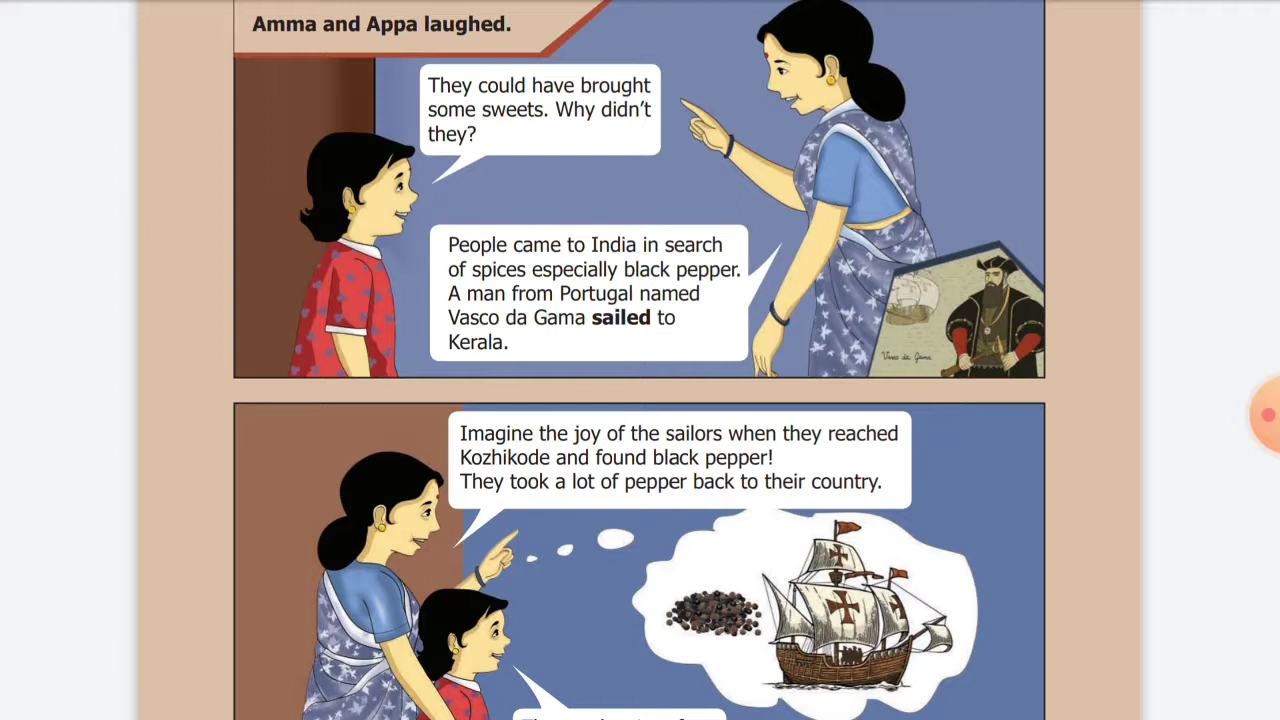 Amma and Appa laughed.
They could have brought
some sweets. Why didn’t
they?
People came to India in search
of spices especially black pepper.
A man from Portugal named
Vasco da Gama sailed to
Kerala.
Vasco da Gama
Imagine the joy of the sailors when they reached
Kozhikode and found black pepper!
They took a lot of pepper back to their country.